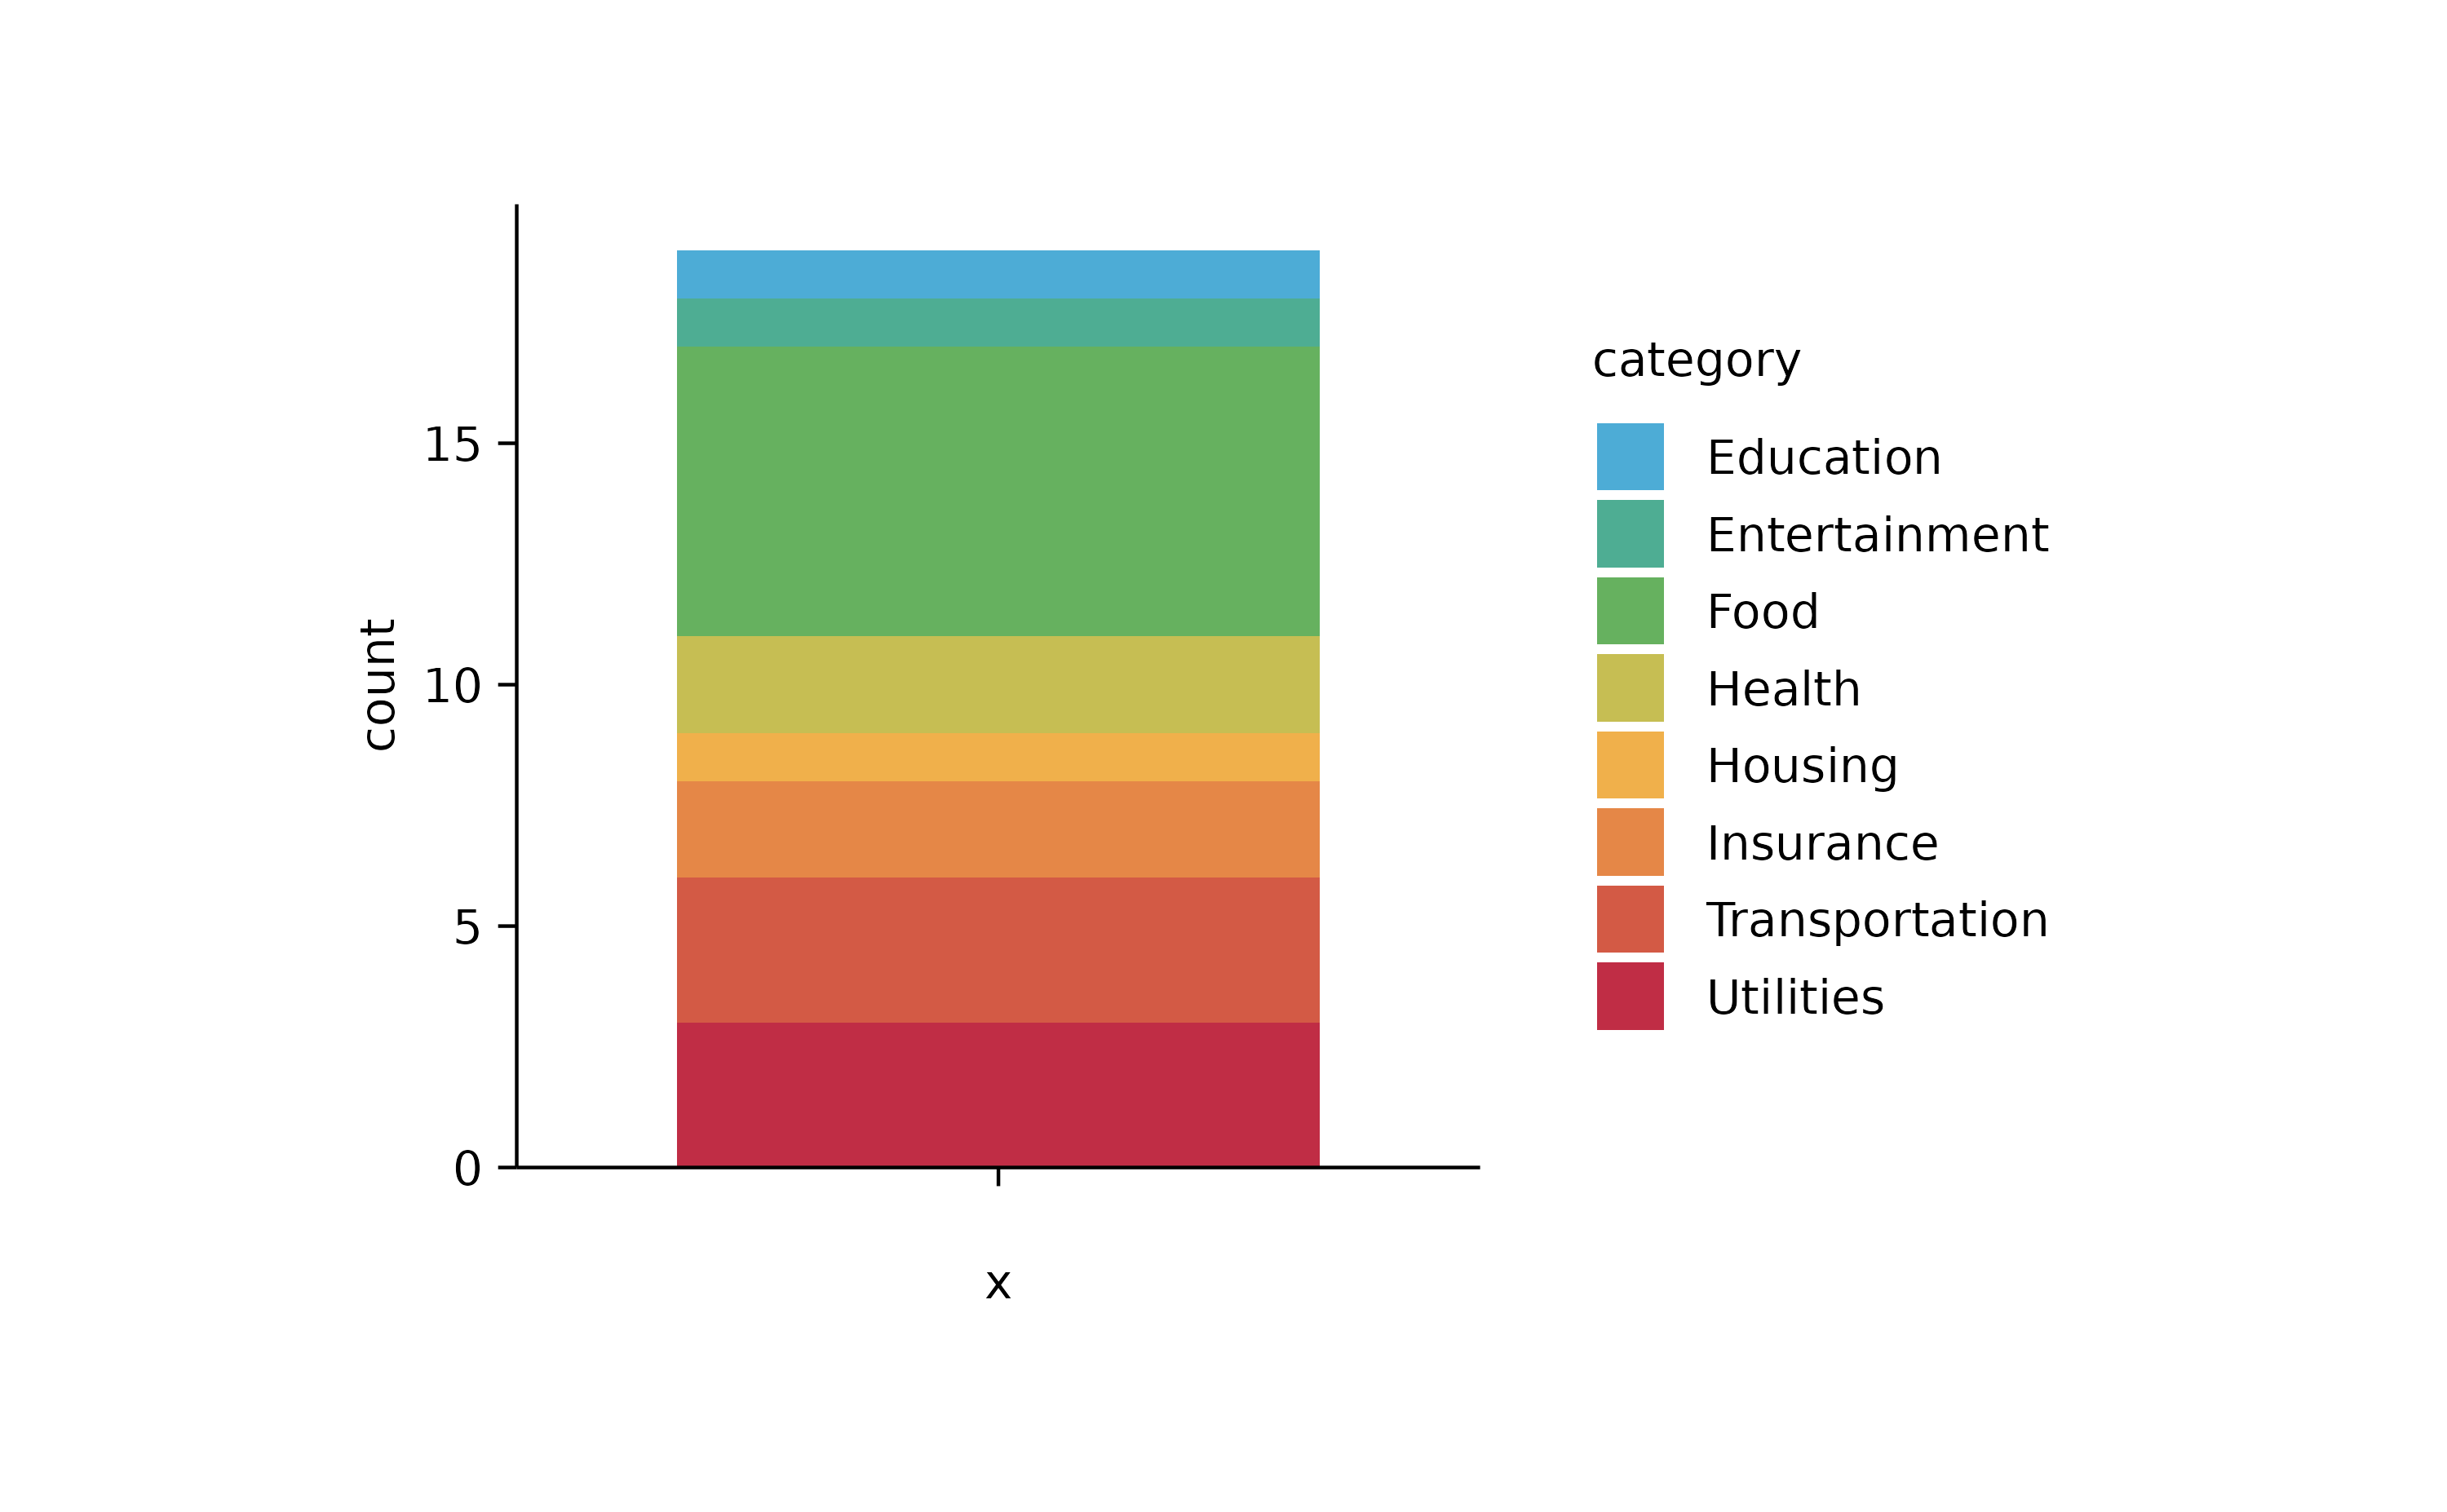 count
15
10
5
0
x
category
Education
Entertainment
Food
Health
Housing
Insurance
Transportation
Utilities